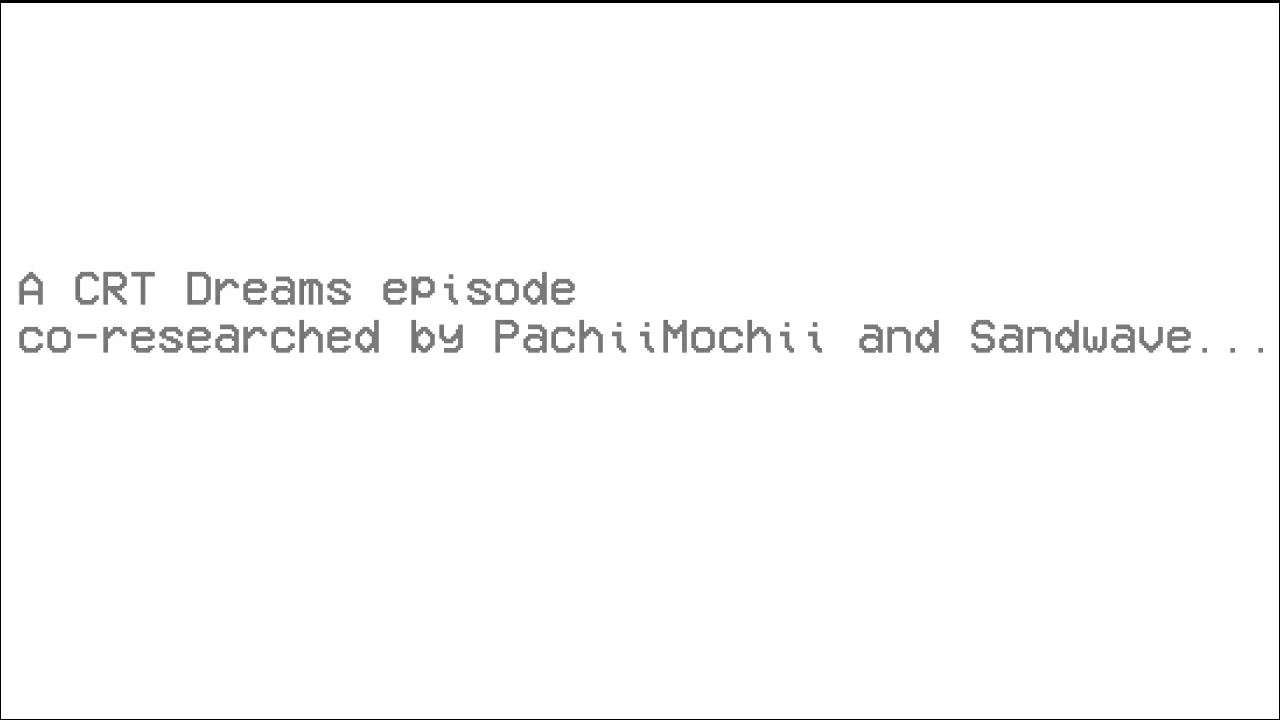 A CRT Dreams episode
co-researched by PachiiMochii and Sandwave...